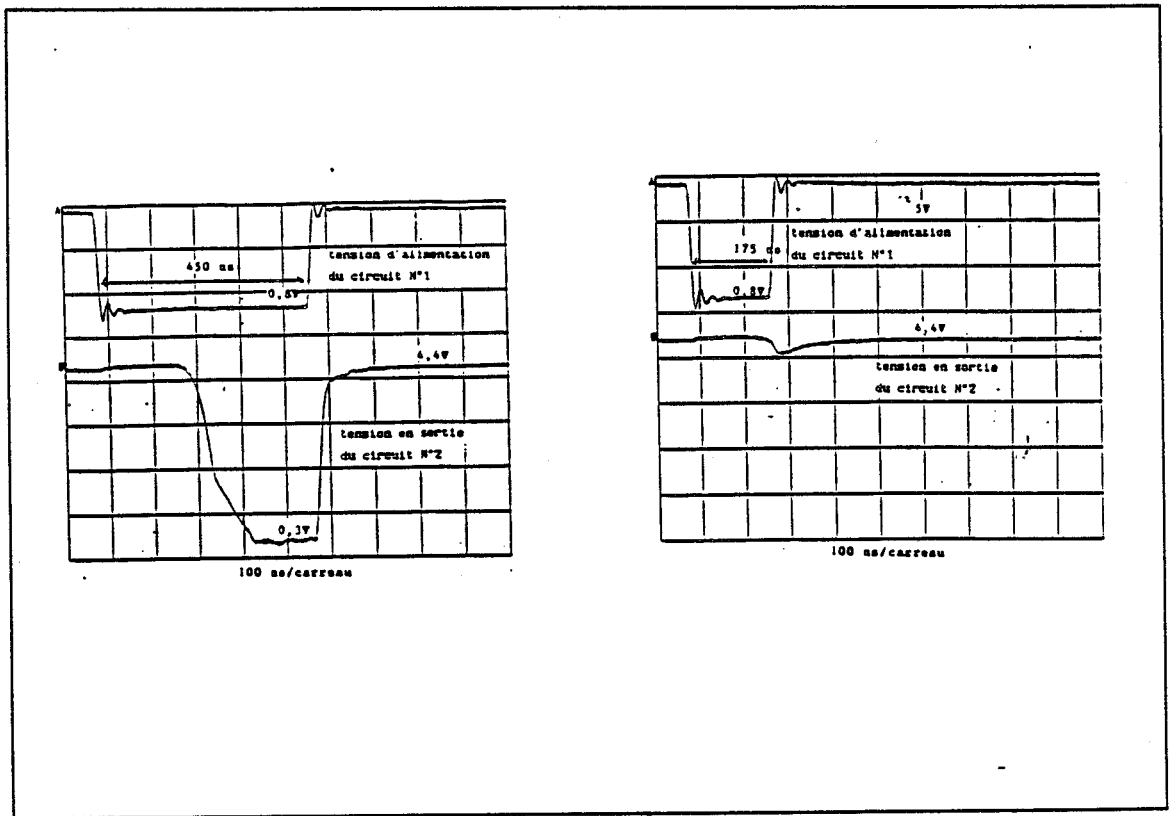 A
450 ns
tension d'alimentation
du circuit N°1
0,8V
4,4V
tension en sortie
du circuit N°2
0,3V
100 ns/carreau
A
5V
tension d'alimentation
175 ns
du circuit N°1
0,8V
4,4V
tension en sortie
du circuit N°2
100 ns/carreau